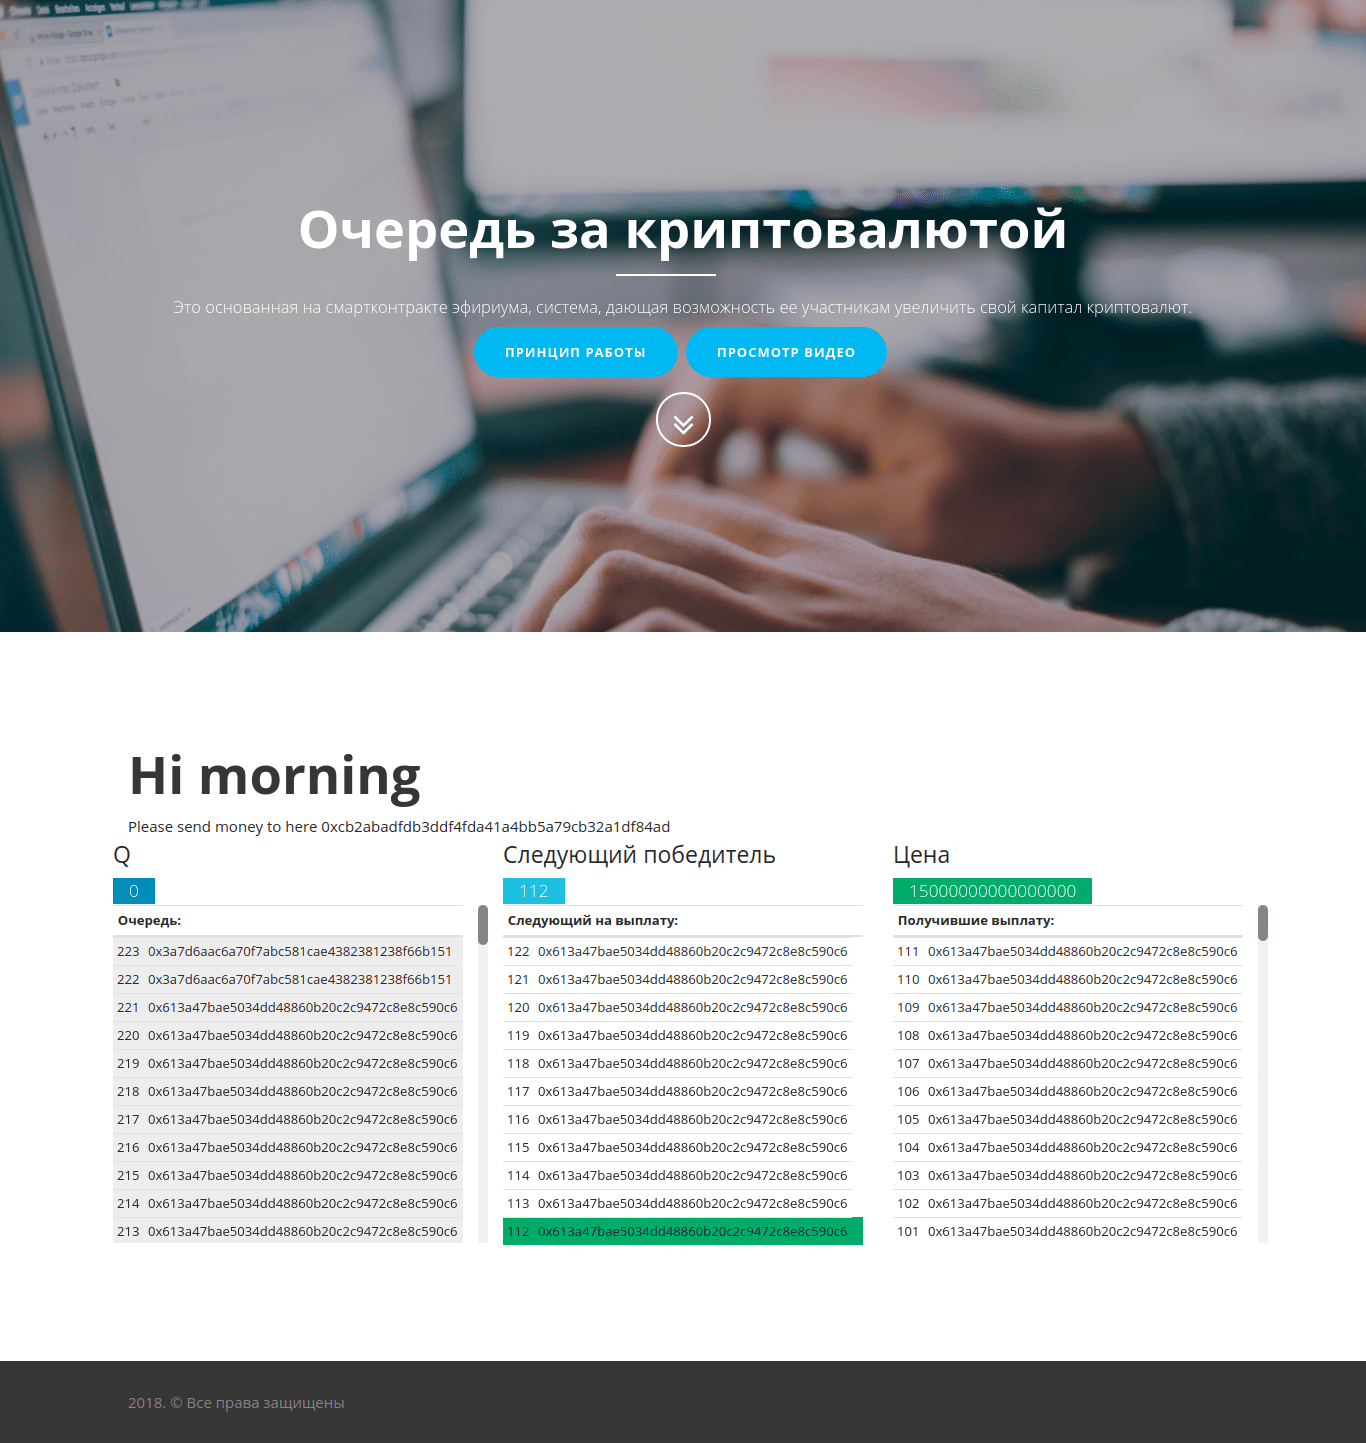 Очередь за криптовалютой
Это основанная на смартконтракте эфириума, система, дающая возможность ее участникам увеличить свой капитал криптовалют.
ПРИНЦИП РАБОТЫ
ПРОСМОТР ВИДЕО
Hi morning
Please send money to here 0xcb2abadfdb3ddf4fda41a4bb5a79cb32a1df84ad
Q
0
Очередь:
223 0x3a7d6aac6a70f7abc581cae4382381238f66b151
222 0x3a7d6aac6a70f7abc581cae4382381238f66b151
221 0x613a47bae5034dd48860b20c2c9472c8e8c590c6
220 0x613a47bae5034dd48860b20c2c9472c8e8c590c6
219 0x613a47bae5034dd48860b20c2c9472c8e8c590c6
218 0x613a47bae5034dd48860b20c2c9472c8e8c590c6
217 0x613a47bae5034dd48860b20c2c9472c8e8c590c6
216 0x613a47bae5034dd48860b20c2c9472c8e8c590c6
215 0x613a47bae5034dd48860b20c2c9472c8e8c590c6
214 0x613a47bae5034dd48860b20c2c9472c8e8c590c6
213 0x613a47bae5034dd48860b20c2c9472c8e8c590c6
Следующий победитель
112
Следующий на выплату:
122 0x613a47bae5034dd48860b20c2c9472c8e8c590c6
121 0x613a47bae5034dd48860b20c2c9472c8e8c590c6
120 0x613a47bae5034dd48860b20c2c9472c8e8c590c6
119 0x613a47bae5034dd48860b20c2c9472c8e8c590c6
118 0x613a47bae5034dd48860b20c2c9472c8e8c590c6
117 0x613a47bae5034dd48860b20c2c9472c8e8c590c6
116 0x613a47bae5034dd48860b20c2c9472c8e8c590c6
115 0x613a47bae5034dd48860b20c2c9472c8e8c590c6
114 0x613a47bae5034dd48860b20c2c9472c8e8c590c6
113 0x613a47bae5034dd48860b20c2c9472c8e8c590c6
112 0x613a47bae5034dd48860b20c2c9472c8e8c590c6
Цена
15000000000000000
Получившие выплату:
111 0x613a47bae5034dd48860b20c2c9472c8e8c590c6
110 0x613a47bae5034dd48860b20c2c9472c8e8c590c6
109 0x613a47bae5034dd48860b20c2c9472c8e8c590c6
108 0x613a47bae5034dd48860b20c2c9472c8e8c590c6
107 0x613a47bae5034dd48860b20c2c9472c8e8c590c6
106 0x613a47bae5034dd48860b20c2c9472c8e8c590c6
105 0x613a47bae5034dd48860b20c2c9472c8e8c590c6
104 0x613a47bae5034dd48860b20c2c9472c8e8c590c6
103 0x613a47bae5034dd48860b20c2c9472c8e8c590c6
102 0x613a47bae5034dd48860b20c2c9472c8e8c590c6
101 0x613a47bae5034dd48860b20c2c9472c8e8c590c6
2018. © Все права защищены